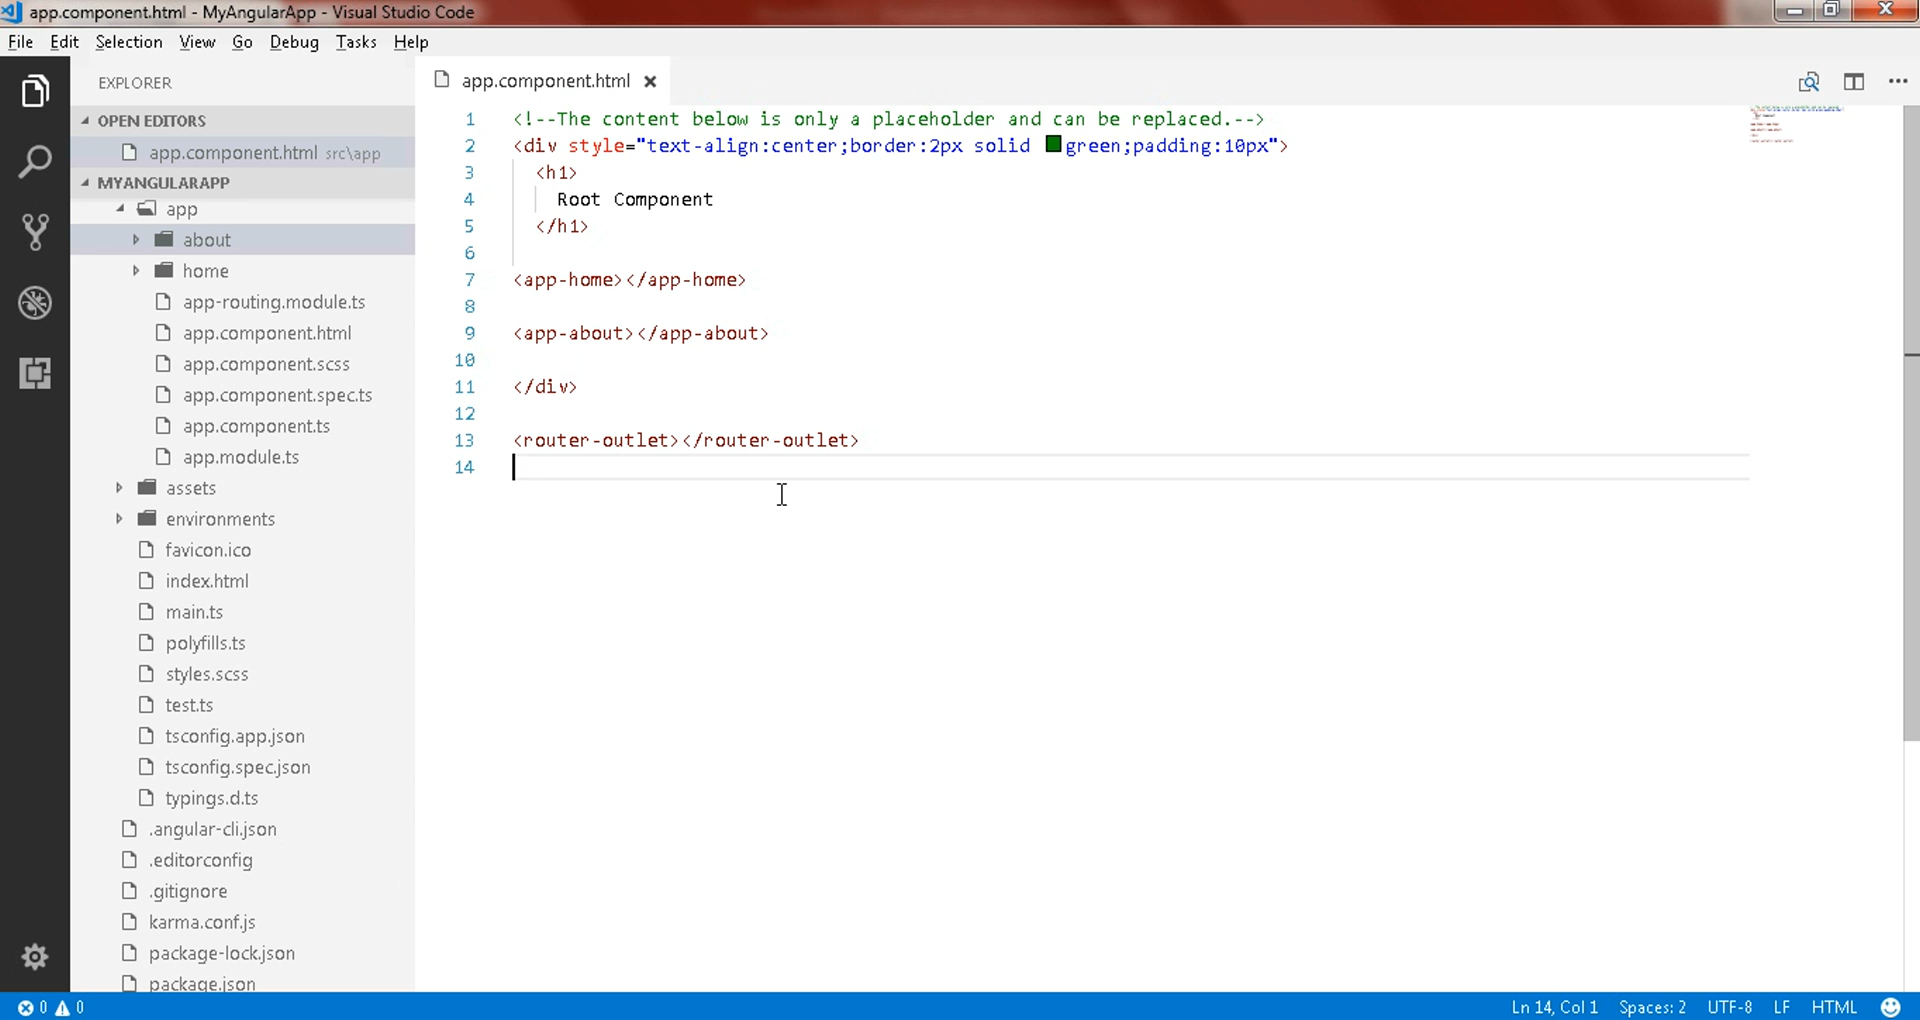 app.component.html - MyAngularApp - Visual Studio Code
File Edit Selection View Go Debug Tasks Help
EXPLORER
OPEN EDITORS
app.component.html src\app
MYANGULARAPP
app
about
home
app-routing.module.ts
app.component.html
app.component.scss
app.component.spec.ts
app.component.ts
app.module.ts
assets
environments
favicon.ico
index.html
main.ts
polyfills.ts
styles.scss
test.ts
tsconfig.app.json
tsconfig.spec.json
typings.d.ts
.angular-cli.json
.editorconfig
.gitignore
karma.conf.js
package-lock.json
package.json
app.component.html
1 <!--The content below is only a placeholder and can be replaced.-->
2 <div style="text-align:center;border:2px solid green;padding:10px">
3 <h1>
4 Root Component
5 </h1>
6
7 <app-home></app-home>
8
9 <app-about></app-about>
10
11 </div>
12
13 <router-outlet></router-outlet>
14
0 0
Ln 14, Col 1 Spaces: 2 UTF-8 LF HTML